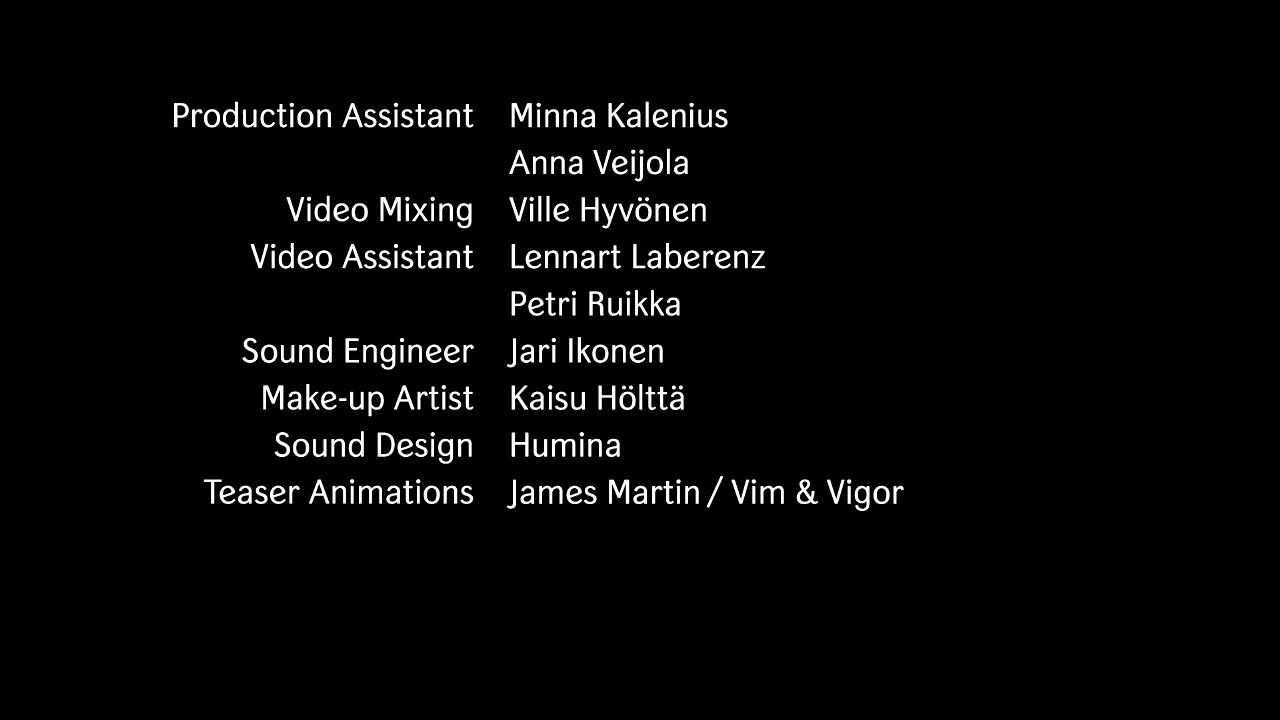 Production Assistant Minna Kalenius
Anna Veijola
Video Mixing Ville Hyvönen
Video Assistant Lennart Laberenz
Petri Ruikka
Sound Engineer Jari Ikonen
Make-up Artist Kaisu Hölttä
Sound Design Humina
Teaser Animations James Martin / Vim & Vigor